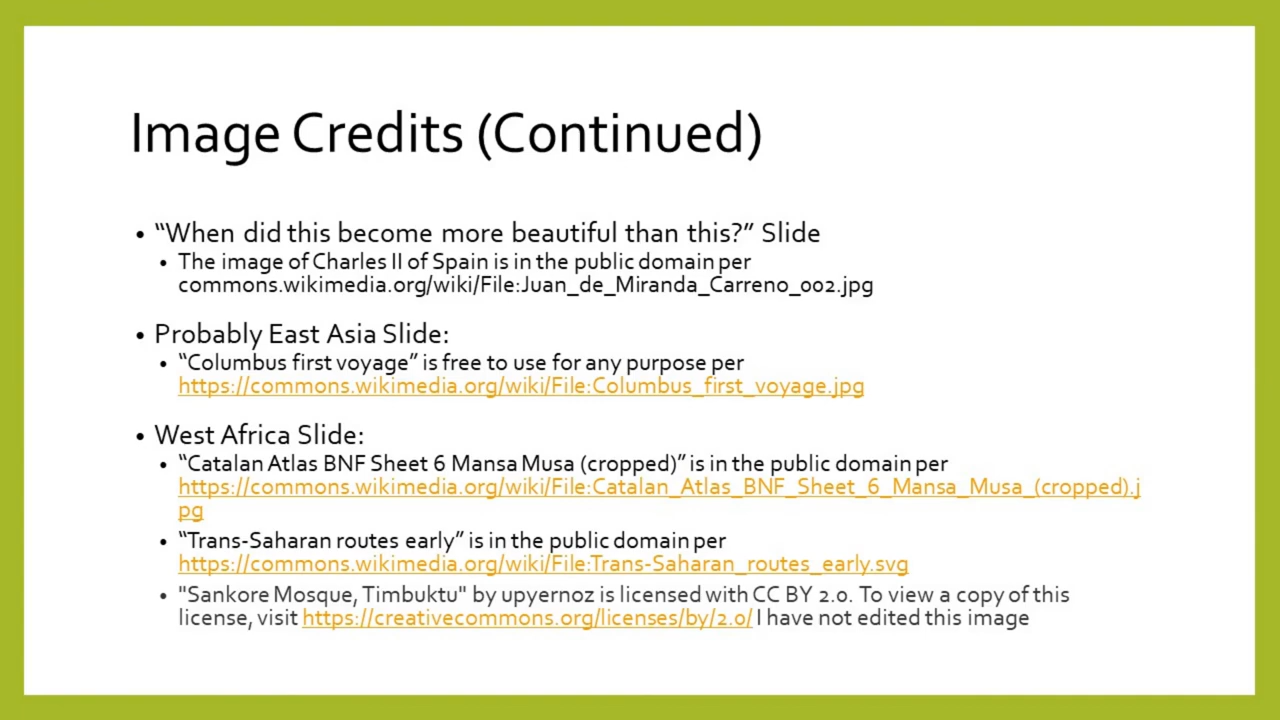 Image Credits (Continued)
• “When did this become more beautiful than this?” Slide
• The image of Charles II of Spain is in the public domain per
commons.wikimedia.org/wiki/File:Juan_de_Miranda_Carreno_002.jpg
• Probably East Asia Slide:
• “Columbus first voyage” is free to use for any purpose per
https://commons.wikimedia.org/wiki/File:Columbus_first_voyage.jpg
• West Africa Slide:
• “Catalan Atlas BNF Sheet 6 Mansa Musa (cropped)” is in the public domain per
https://commons.wikimedia.org/wiki/File:Catalan_Atlas_BNF_Sheet_6_Mansa_Musa_(cropped).j
pg
• “Trans-Saharan routes early” is in the public domain per
https://commons.wikimedia.org/wiki/File:Trans-Saharan_routes_early.svg
• "Sankore Mosque, Timbuktu" by upyernoz is licensed with CC BY 2.0. To view a copy of this
license, visit https://creativecommons.org/licenses/by/2.0/ I have not edited this image